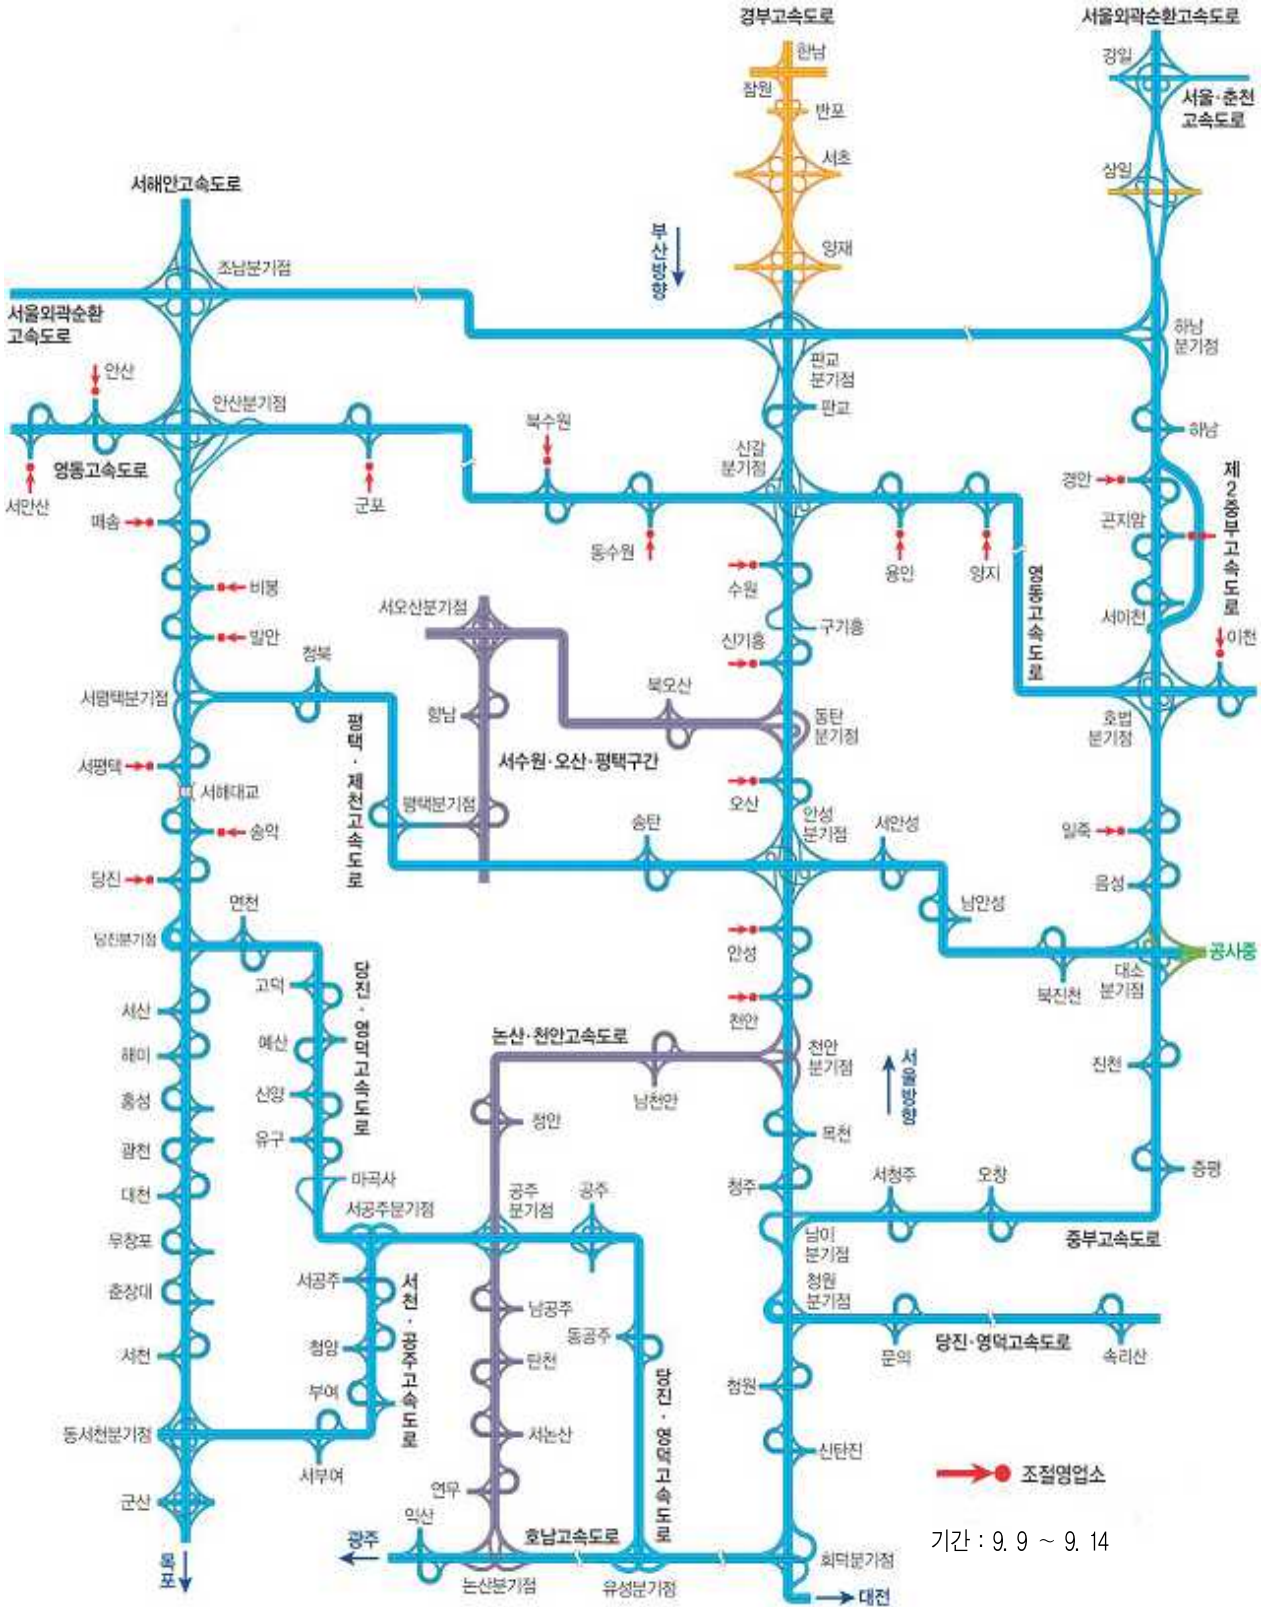 경부고속도로
서울외곽순환고속도로
한남
강일
잠원
서울·춘천
고속도로
반포
서초
상일
서해안고속도로
부산방향
양재
조남분기점
서울외곽순환
고속도로
하남
분기점
판교
분기점
안산
안산분기점
판교
북수원
하남
신갈
분기점
영동고속도로
경안
제2중부고속도로
서안산
군포
매송
곤지암
동수원
용인
양지
수원
영동고속도로
비봉
서오산분기점
구기흥
서이천
발안
신기흥
이천
청북
서평택분기점
북오산
향남
동탄
분기점
호법
분기점
평택·제천고속도로
서수원·오산·평택구간
서평택
서해대교
오산
평택분기점
안성
분기점
송탄
서안성
송악
일죽
당진
음성
면천
남안성
당진분기점
안성
공사중
대소
분기점
고덕
당진·영덕고속도로
북진천
서산
천안
논산·천안고속도로
예산
해미
천안
분기점
서울방향
진천
신양
홍성
남천안
정안
유구
목천
광천
증평
마곡사
대천
서공주분기점
공주
분기점
공주
청주
서청주
오창
무창포
남이
분기점
중부고속도로
서공주
서천·공주고속도로
춘장대
청원
분기점
남공주
동공주
청양
서천
탄천
문의
당진·영덕고속도로
속리산
부여
당진·영덕고속도로
청원
동서천분기점
서논산
서부여
신탄진
조절영업소
연무
군산
익산
기간 : 9. 9 ~ 9. 14
광주
호남고속도로
회덕분기점
목포
논산분기점
유성분기점
대전